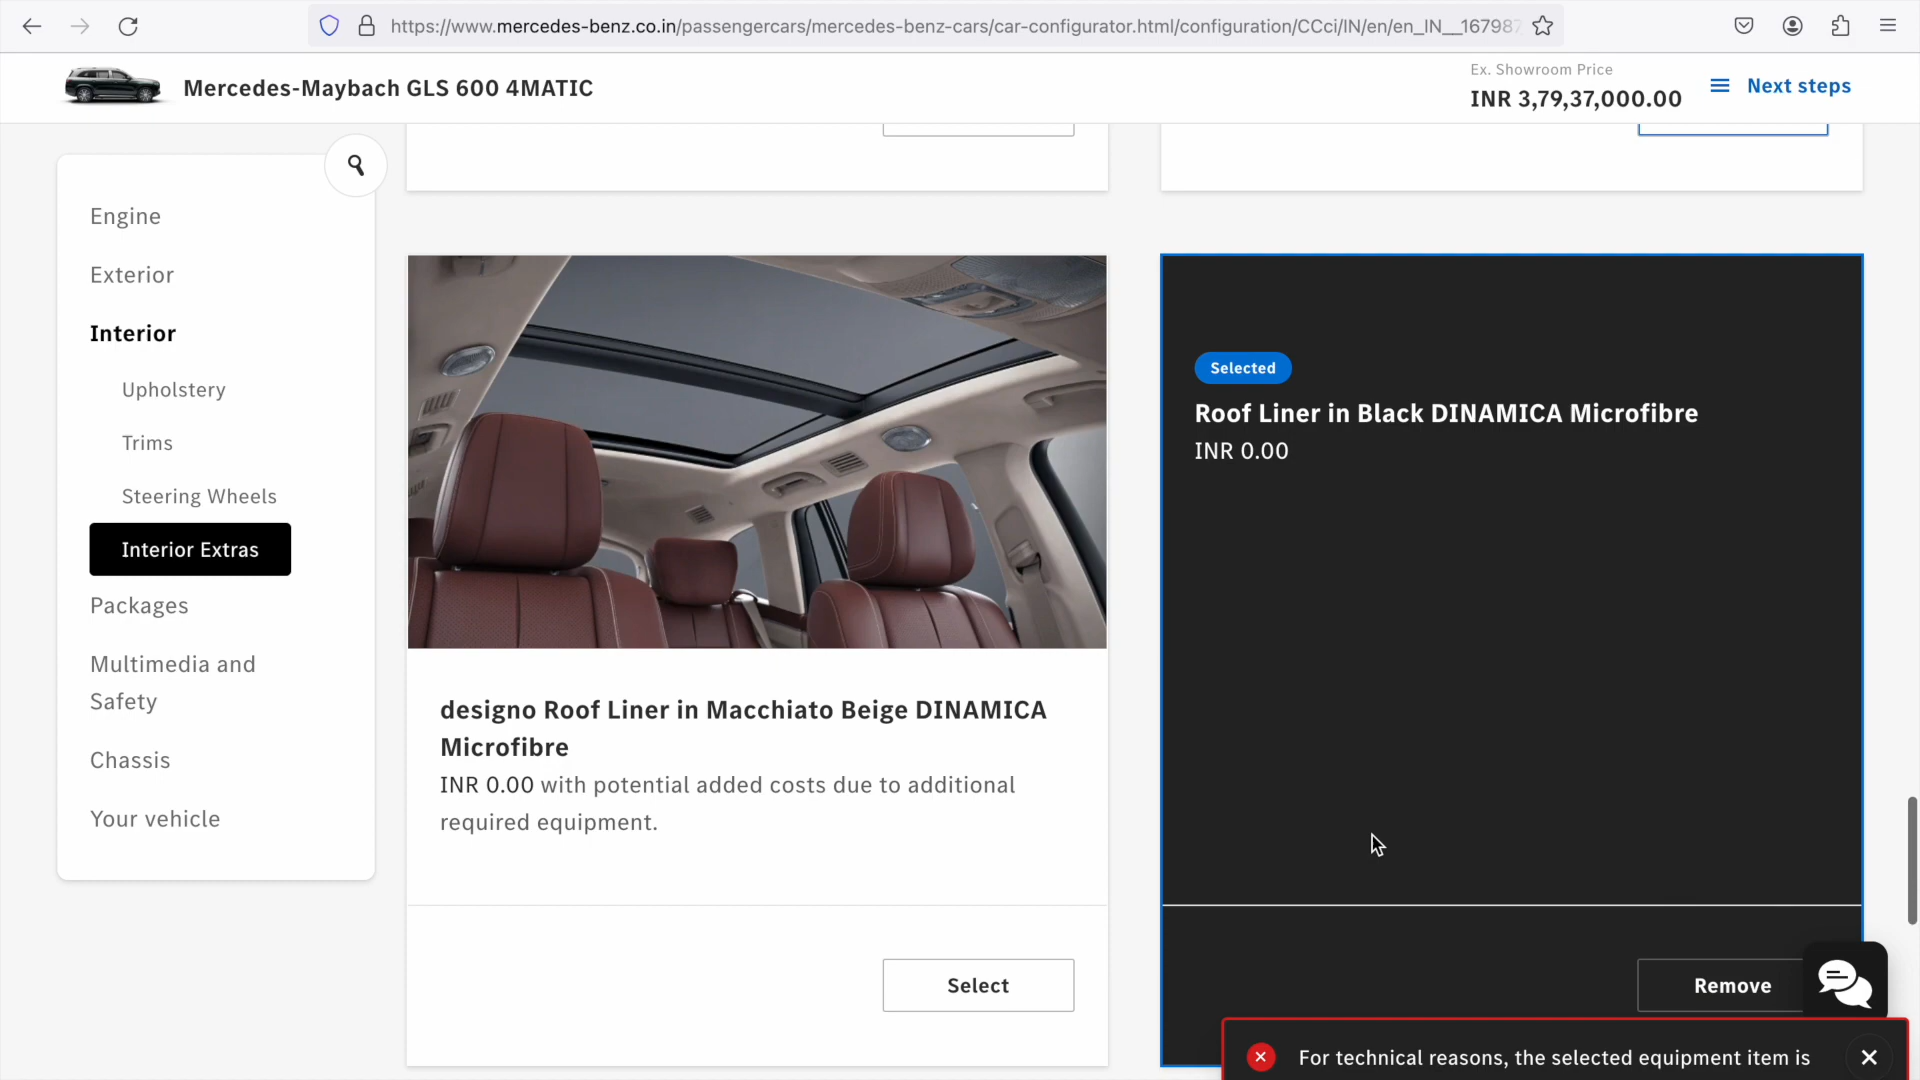 https://www.mercedes-benz.co.in/passengercars/mercedes-benz-cars/car-configurator.html/configuration/CCci/IN/en/en_IN__16798
Mercedes-Maybach GLS 600 4MATIC
Ex. Showroom Price
INR 3,79,37,000.00
Next steps
Engine
Exterior
Interior
Upholstery
Trims
Steering Wheels
Interior Extras
Packages
Multimedia and
Safety
Chassis
Your vehicle
designo Roof Liner in Macchiato Beige DINAMICA
Microfibre
INR 0.00 with potential added costs due to additional
required equipment.
Select
Selected
Roof Liner in Black DINAMICA Microfibre
INR 0.00
Remove
For technical reasons, the selected equipment item is